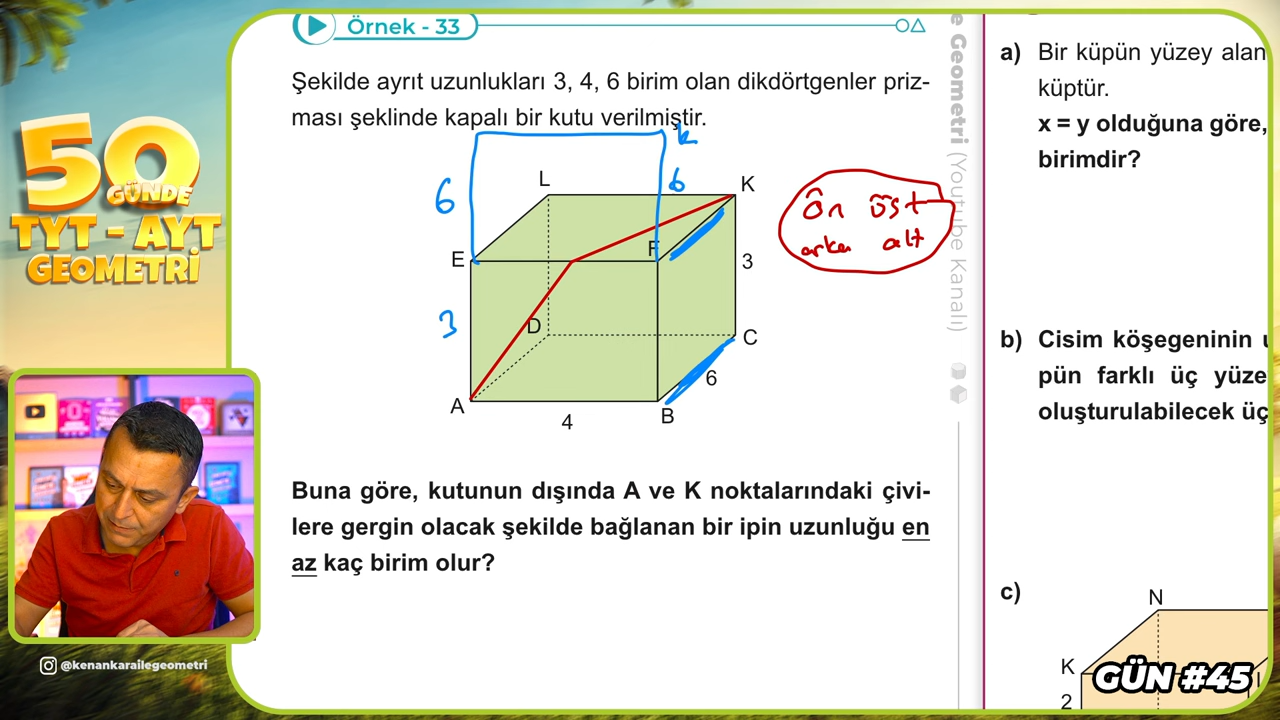 50
GÜNDE
TYT - AYT
GEOMETRİ
@kenankarailegeometri
Örnek - 33
Şekilde ayrıt uzunlukları 3, 4, 6 birim olan dikdörtgenler priz-
ması şeklinde kapalı bir kutu verilmiştir.
k
6
6
L
K
E
F
3
3
D
C
6
A
B
4
Ön üst
arka alt
Buna göre, kutunun dışında A ve K noktalarındaki çivi-
lere gergin olacak şekilde bağlanan bir ipin uzunluğu en
az kaç birim olur?
e Geometri (Youtube Kanalı)
a) Bir küpün yüzey alan
küptür.
x = y olduğuna göre,
birimdir?
b) Cisim köşegeninin u
pün farklı üç yüze
oluşturulabilecek üç
c)
N
K
2
GÜN #45